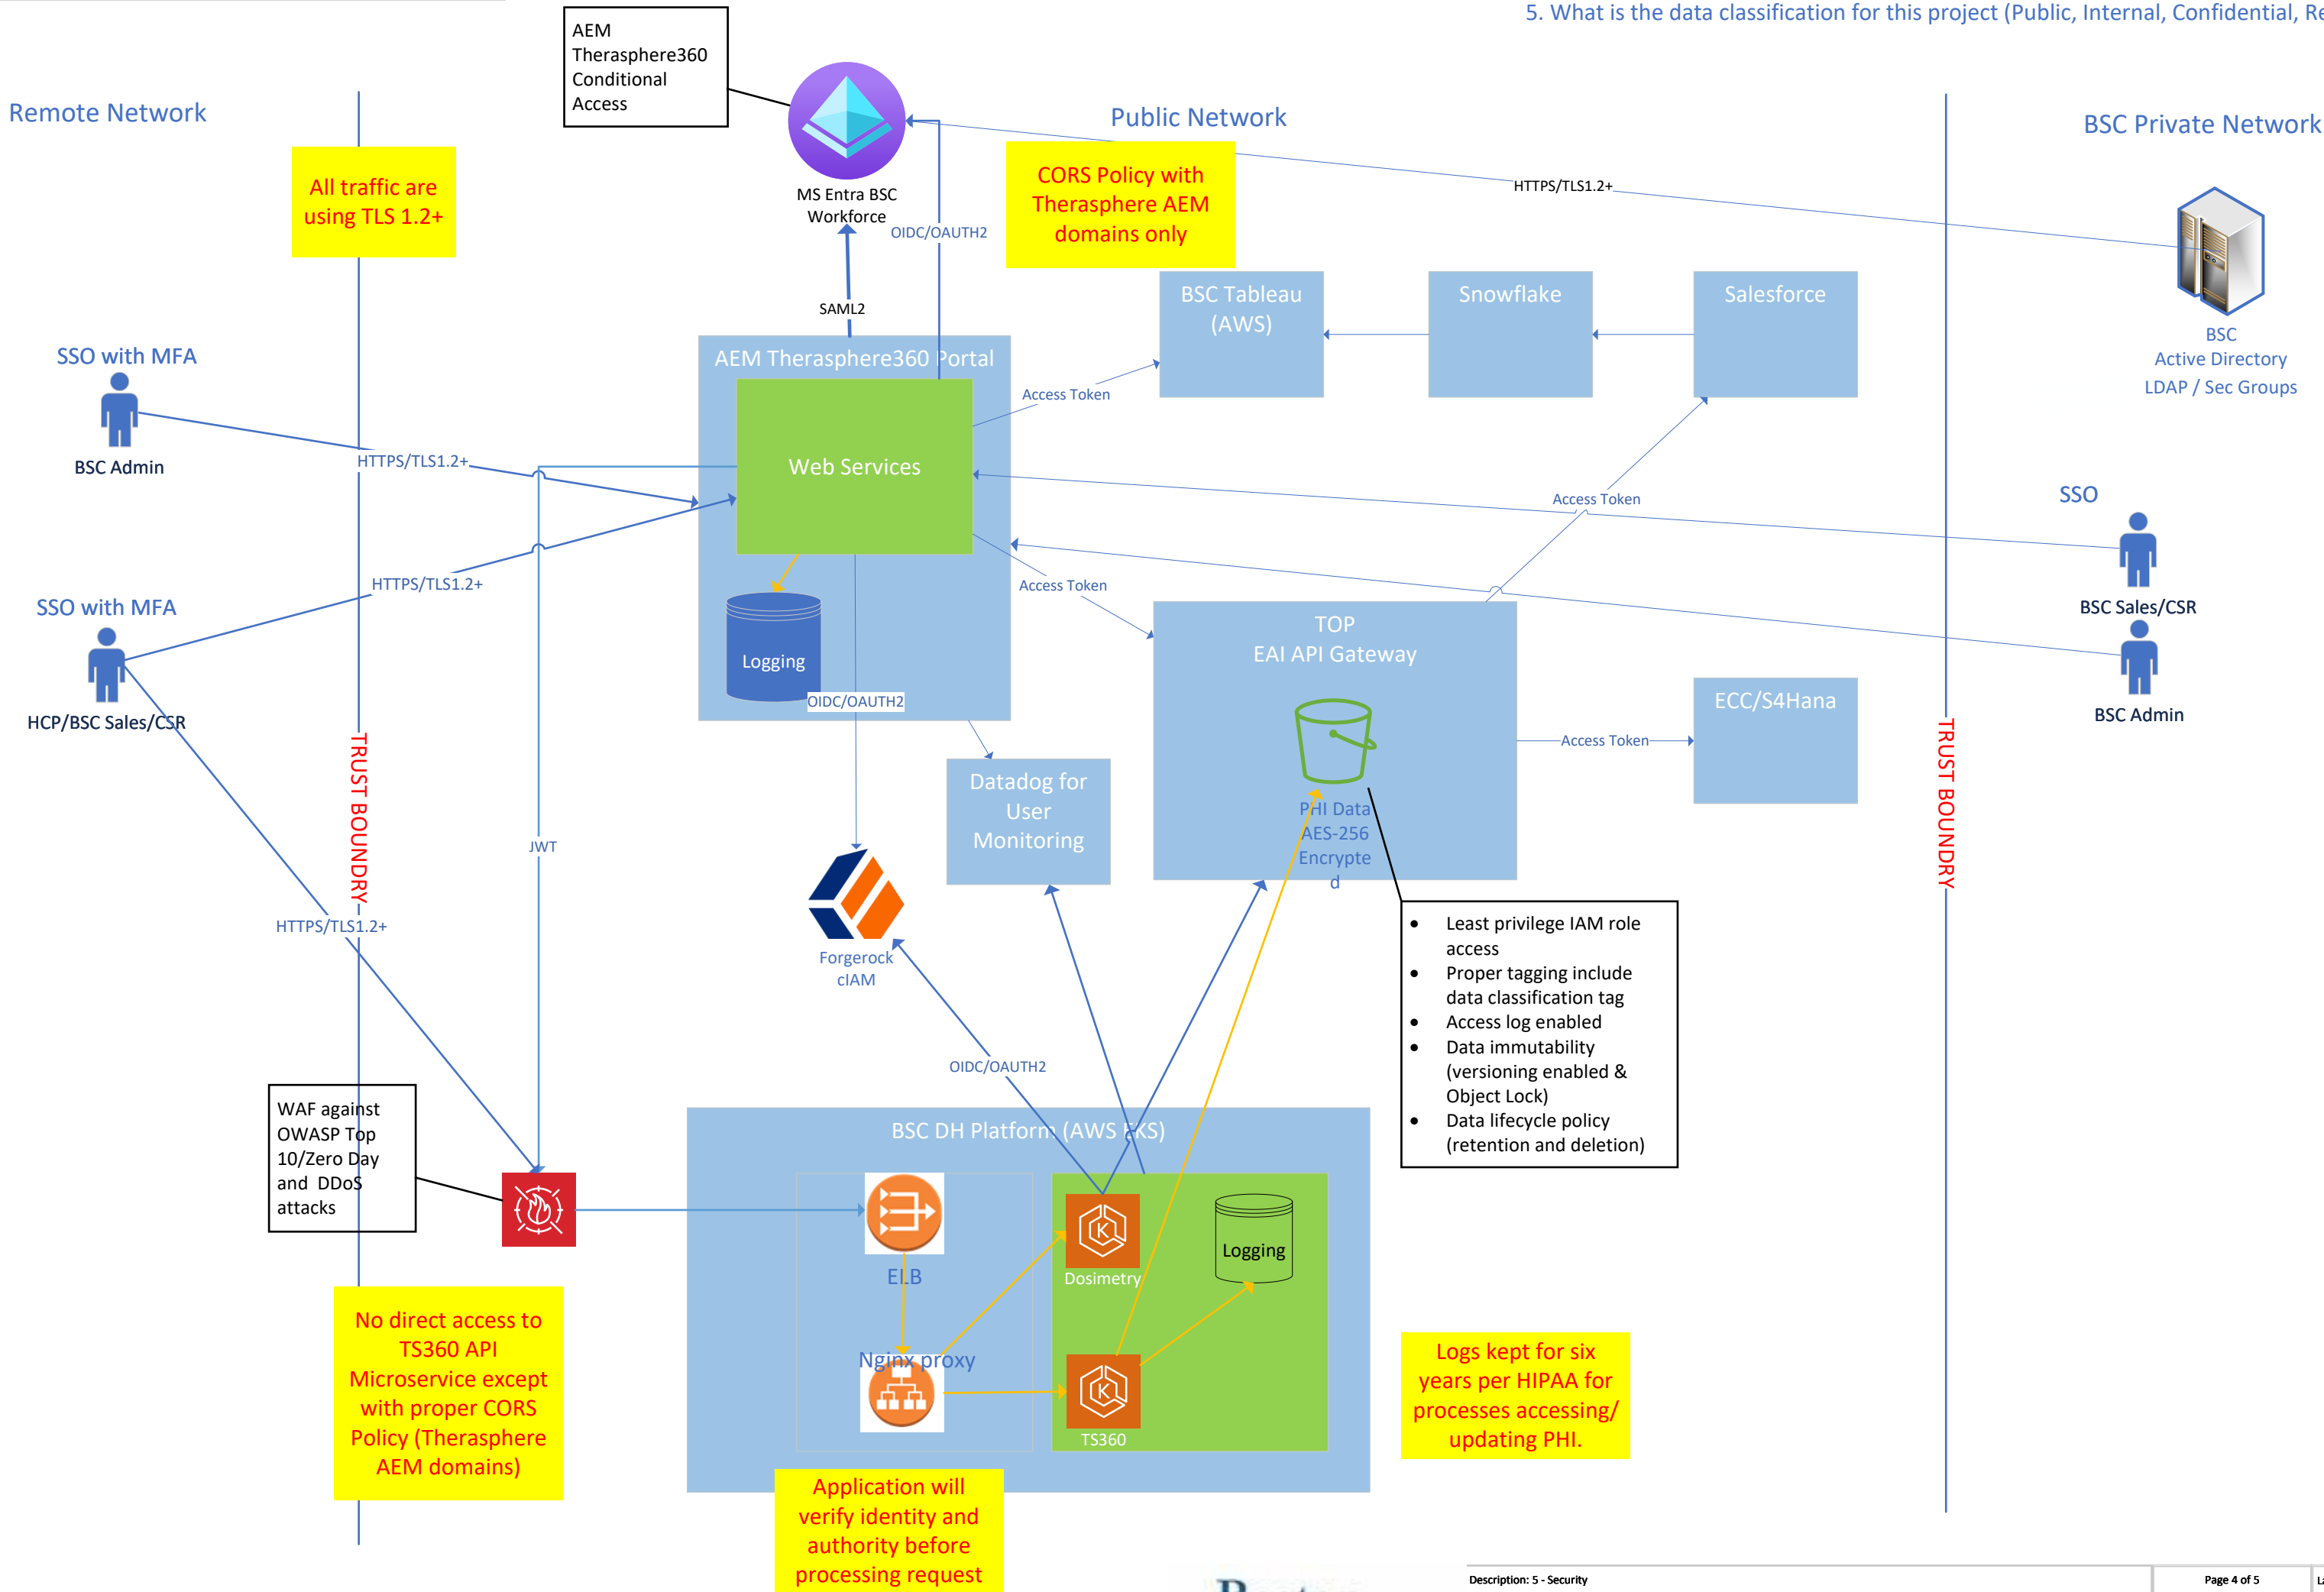 5. What is the data classification for this project (Public, Internal, Confidential,
AEM
Therasphere360
Conditional
Access
Remote Network
Public Network
BSC Private Network
All traffic are
using TLS 1.2+
MS Entra BSC
Workforce
OIDC/OAUTH2
CORS Policy with
Therasphere AEM
domains only
HTTPS/TLS1.2+
SAML2
BSC Tableau
(AWS)
Snowflake
Salesforce
BSC
Active Directory
LDAP / Sec Groups
SSO with MFA
BSC Admin
HTTPS/TLS1.2+
AEM Therasphere360 Portal
Web Services
Access Token
Access Token
SSO
BSC Sales/CSR
BSC Admin
SSO with MFA
HCP/BSC Sales/CSR
HTTPS/TLS1.2+
Logging
OIDC/OAUTH2
Access Token
TOP
EAI API Gateway
PHI Data
AES-256
Encrypte
d
ECC/S4Hana
Access Token
TRUST BOUNDRY
TRUST BOUNDRY
JWT
Datadog for
User
Monitoring
HTTPS/TLS1.2+
Forgerock
cIAM
OIDC/OAUTH2
• Least privilege IAM role
access
• Proper tagging include
data classification tag
• Access log enabled
• Data immutability
(versioning enabled &
Object Lock)
• Data lifecycle policy
(retention and deletion)
WAF against
OWASP Top
10/Zero Day
and DDoS
attacks
BSC DH Platform (AWS EKS)
ELB
Nginx proxy
Dosimetry
TS360
Logging
No direct access to
TS360 API
Microservice except
with proper CORS
Policy (Therasphere
AEM domains)
Logs kept for six
years per HIPAA for
processes accessing/
updating PHI.
Application will
verify identity and
authority before
processing request
Description: 5 - Security
Page 4 of 5